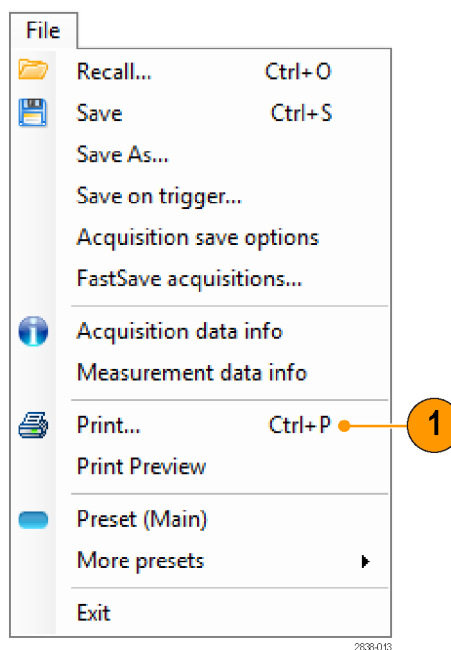 File
Recall... Ctrl+O
Save Ctrl+S
Save As...
Save on trigger...
Acquisition save options
FastSave acquisitions...
Acquisition data info
Measurement data info
Print... Ctrl+P 1
Print Preview
Preset (Main)
More presets
Exit
2838-013